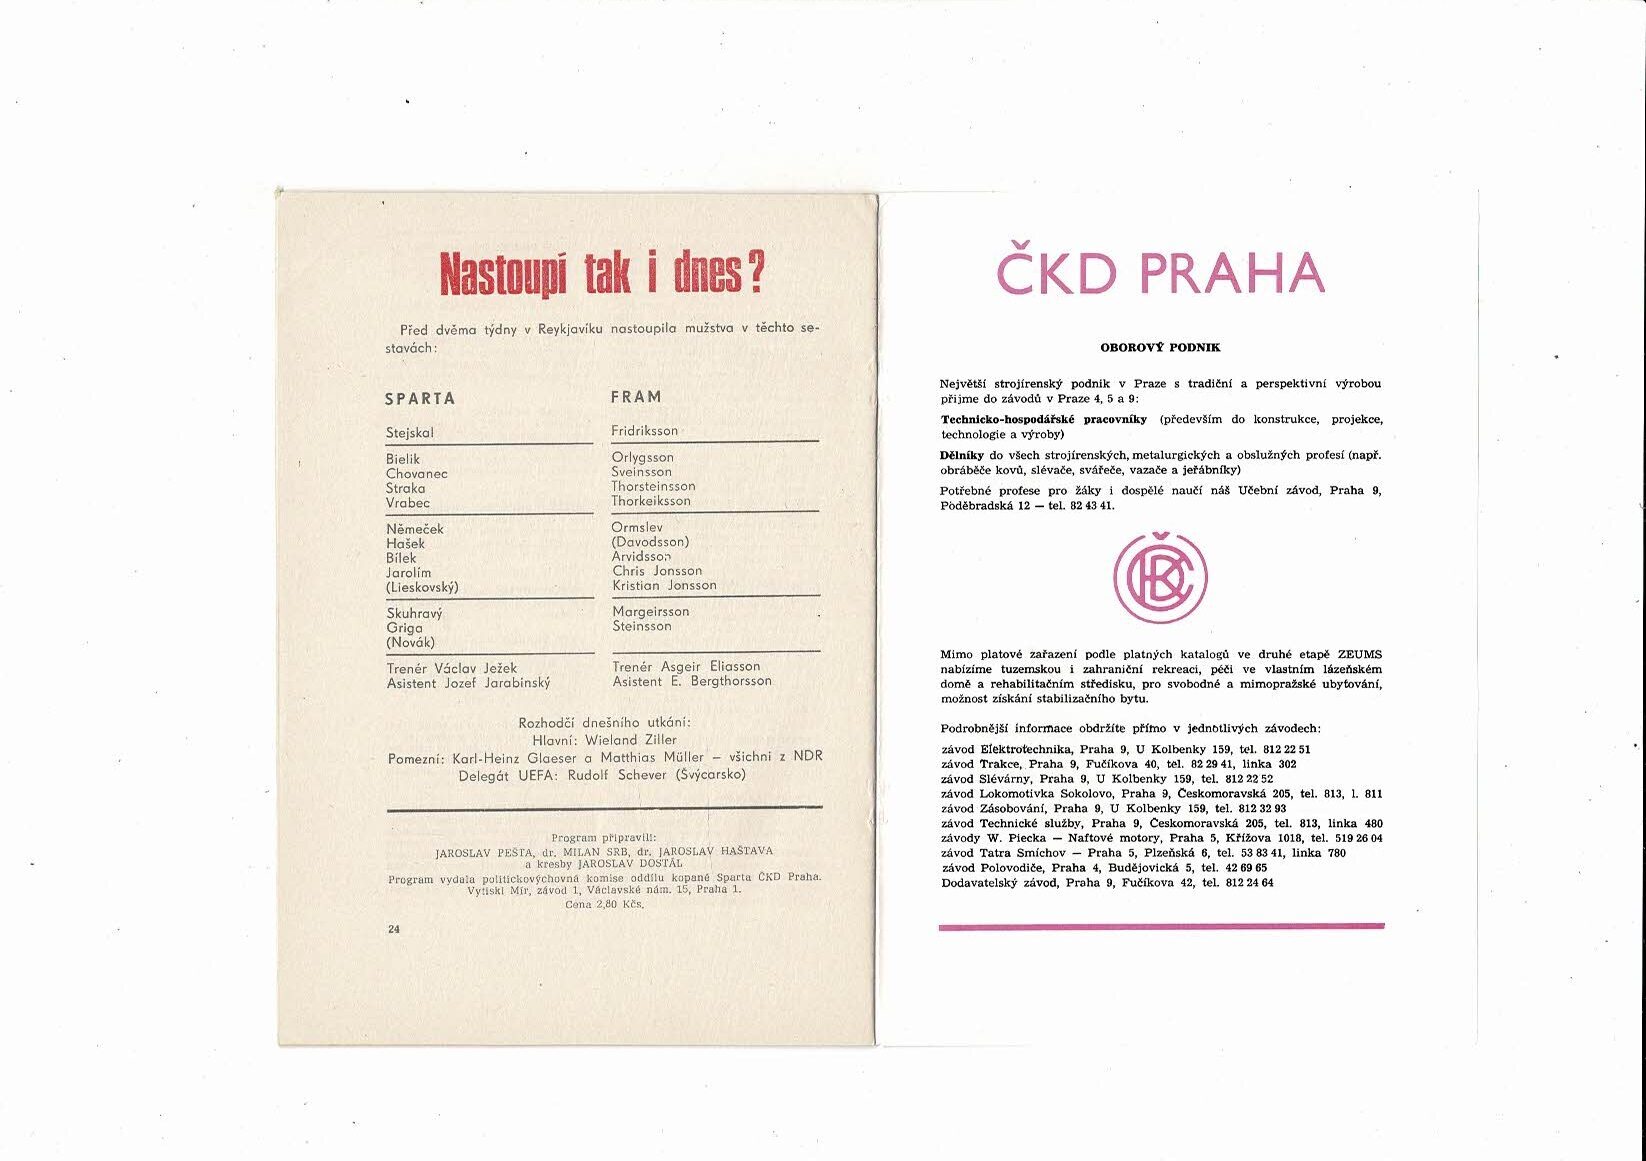 Nastoupí tak i dnes?
Před dvěma týdny v Reykjavíku nastoupila mužstva v těchto se-
stavách:
SPARTA
Stejskal
Bielik
Chovanec
Straka
Vrabec
Němeček
Hašek
Bílek
Jarolím
(Lieskovský)
Skuhravý
Griga
(Novák)
Trenér Václav Ježek
Asistent Jozef Jarabinský
FRAM
Fridriksson
Orlygsson
Sveinsson
Thorsteinsson
Thorkeiksson
Ormslev
(Davodsson)
Arvidsson
Chris Jonsson
Kristian Jonsson
Margeirsson
Steinsson
Trenér Asgeir Eliasson
Asistent E. Bergthorsson
Rozhodčí dnešního utkání:
Hlavní: Wieland Ziller
Pomezní: Karl-Heinz Glaeser a Matthias Müller – všichni z NDR
Delegát UEFA: Rudolf Schever (Švýcarsko)
Program připravili:
JAROSLAV PEŠTA, dr. MILAN SRB, dr. JAROSLAV HAŠTAVA
a kresby JAROSLAV DOSTÁL
Program vydala politickovýchovná komise oddílu kopané Sparta ČKD Praha.
Vytiskl Mír, závod 1, Václavské nám. 15, Praha 1.
Cena 2,80 Kčs.
24
ČKD PRAHA
OBOROVÝ PODNIK
Největší strojírenský podnik v Praze s tradiční a perspektivní výrobou
přijme do závodů v Praze 4, 5 a 9:
Technicko-hospodářské pracovníky (především do konstrukce, projekce,
technologie a výroby)
Dělníky do všech strojírenských, metalurgických a obslužných profesí (např.
obráběče kovů, slévače, svářeče, vazače a jeřábníky)
Potřebné profese pro žáky i dospělé naučí náš Učební závod, Praha 9,
Poděbradská 12 — tel. 82 43 41.
ČKD
Mimo platové zařazení podle platných katalogů ve druhé etapě ZEUMS
nabízíme tuzemskou i zahraniční rekreaci, péči ve vlastním lázeňském
domě a rehabilitačním středisku, pro svobodné a mimopražské ubytování,
možnost získání stabilizačního bytu.
Podrobnější informace obdržíte přímo v jednotlivých závodech:
závod Elektrotechnika, Praha 9, U Kolbenky 159, tel. 812 22 51
závod Trakce, Praha 9, Fučíkova 40, tel. 82 29 41, linka 302
závod Slévárny, Praha 9, U Kolbenky 159, tel. 812 22 52
závod Lokomotivka Sokolovo, Praha 9, Českomoravská 205, tel. 813, l. 811
závod Zásobování, Praha 9, U Kolbenky 159, tel. 812 32 93
závod Technické služby, Praha 9, Českomoravská 205, tel. 813, linka 480
závody W. Piecka — Naftové motory, Praha 5, Křížova 1018, tel. 519 26 04
závod Tatra Smíchov — Praha 5, Plzeňská 6, tel. 53 83 41, linka 780
závod Polovodiče, Praha 4, Budějovická 5, tel. 42 69 65
Dodavatelský závod, Praha 9, Fučíkova 42, tel. 812 24 64